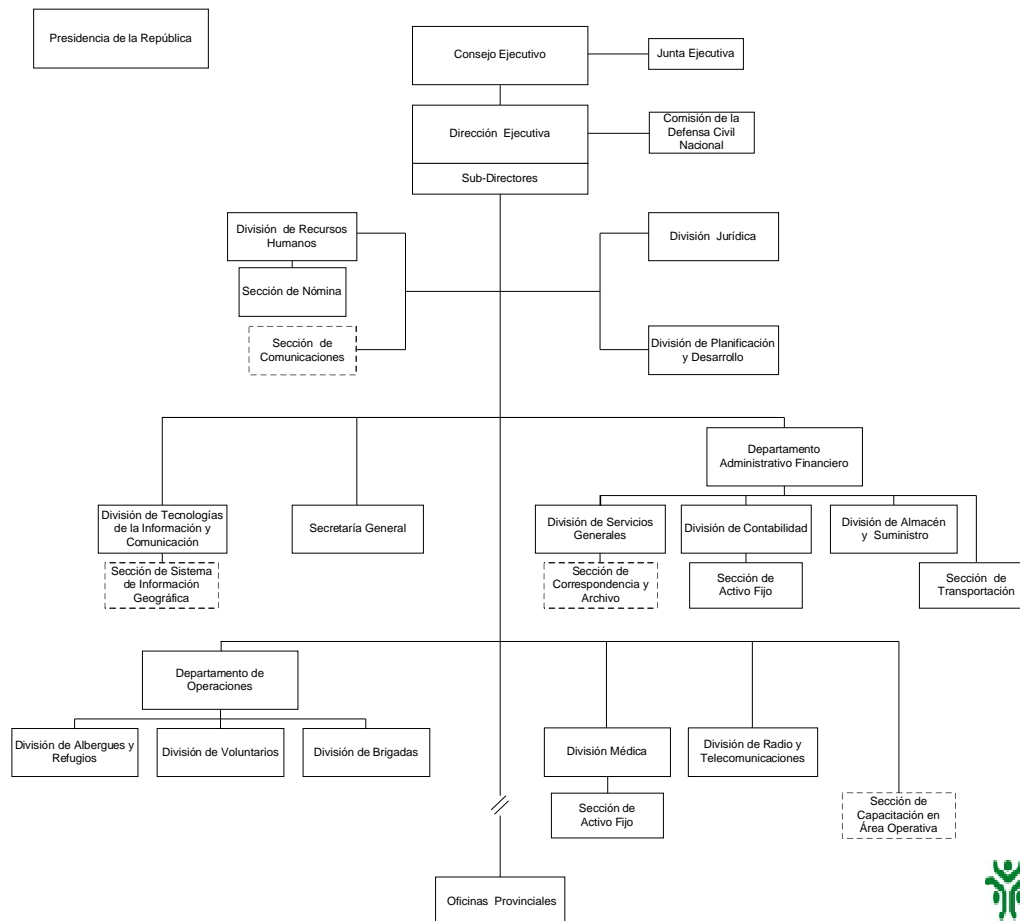 Presidencia de la República
Consejo Ejecutivo
Junta Ejecutiva
Dirección Ejecutiva
Comisión de la
Defensa Civil
Nacional
Sub-Directores
División de Recursos
Humanos
División Jurídica
Sección de Nómina
Sección de
Comunicaciones
División de Planificación
y Desarrollo
Departamento
Administrativo Financiero
División de Tecnologías
de la Información y
Comunicación
Secretaría General
División de Servicios
Generales
División de Contabilidad
División de Almacén
y Suministro
Sección de Sistema
de Información
Geográfica
Sección de
Correspondencia y
Archivo
Sección de
Activo Fijo
Sección de
Transportación
Departamento de
Operaciones
División de Albergues y
Refugios
División de Voluntarios
División de Brigadas
División Médica
División de Radio y
Telecomunicaciones
Sección de
Activo Fijo
Sección de
Capacitación en
Área Operativa
Oficinas Provinciales